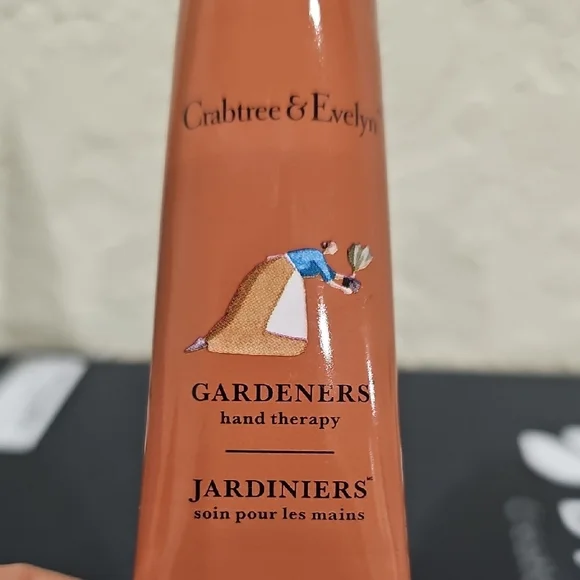 Crabtree & Evelyn
GARDENERS
hand therapy
JARDINIERS
soin pour les mains